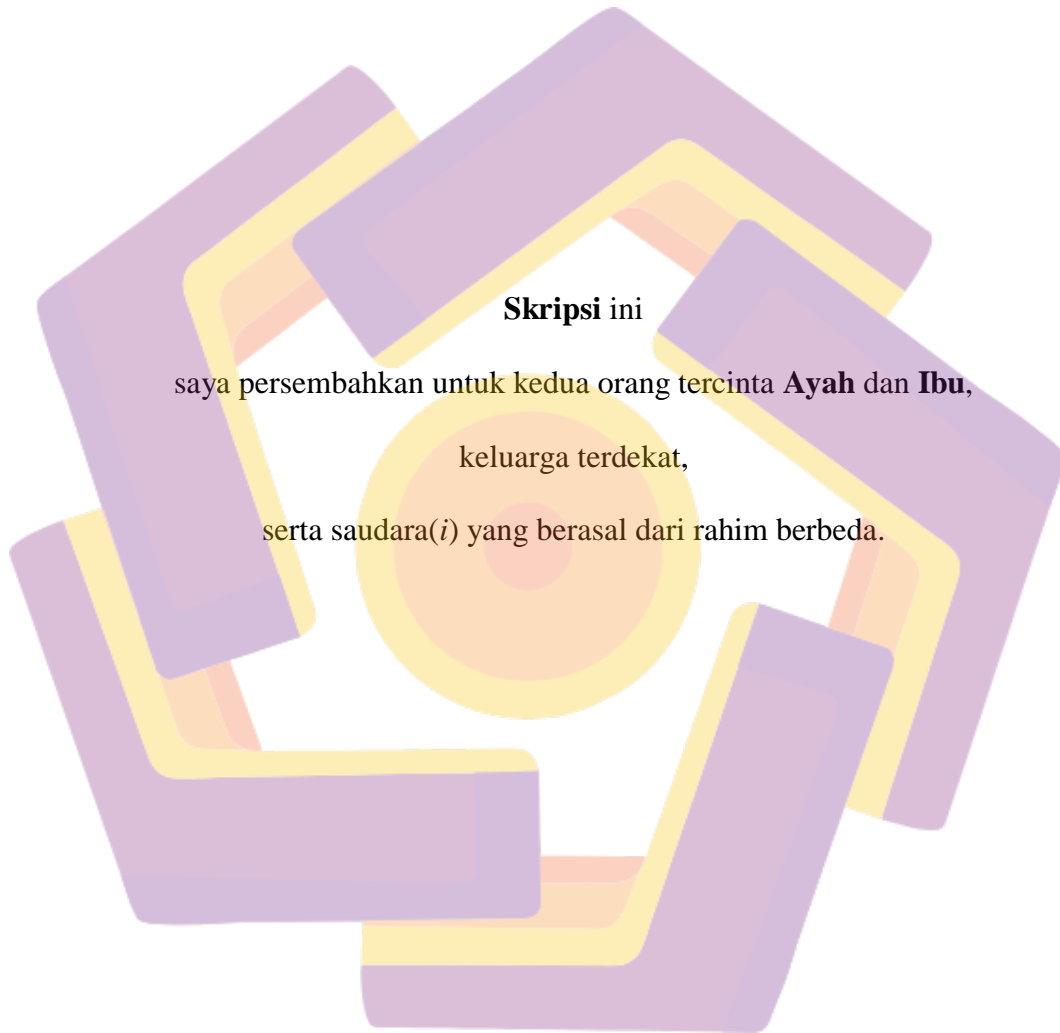 Skripsi ini
saya persembahkan untuk kedua orang tercinta Ayah dan Ibu,
keluarga terdekat,
serta saudara(i) yang berasal dari rahim berbeda.